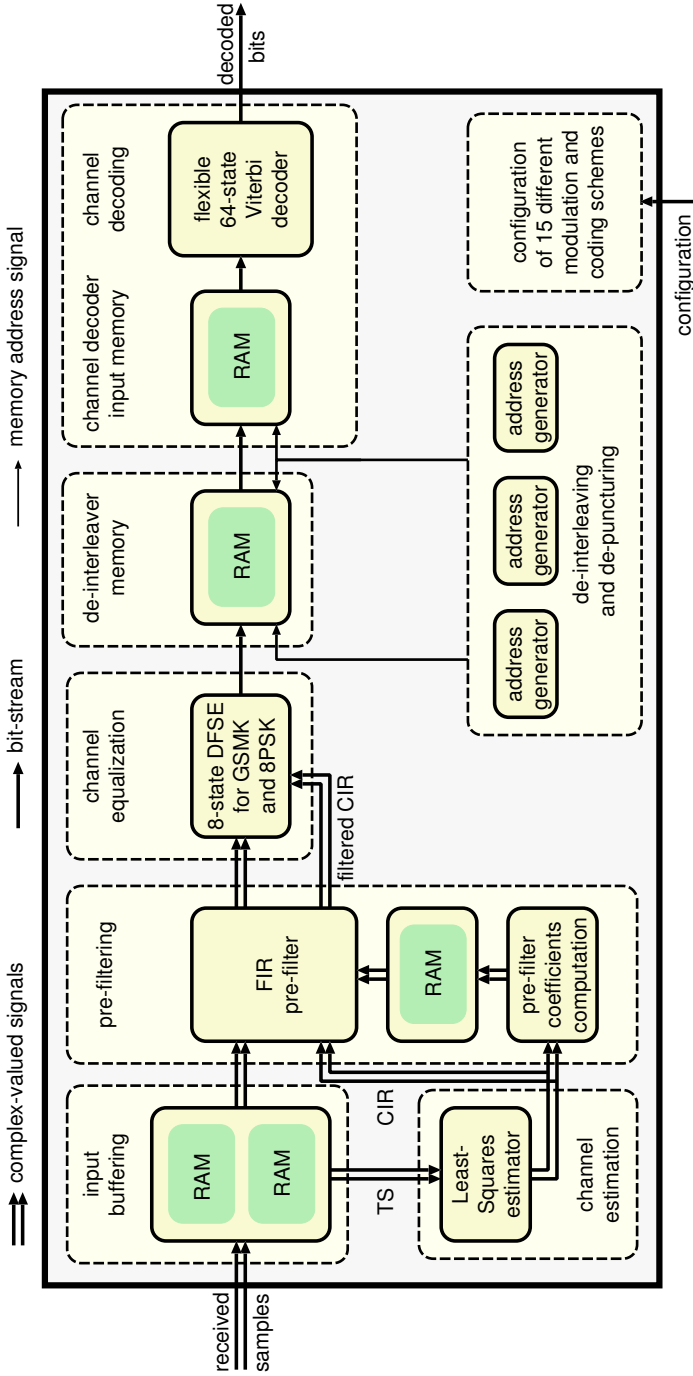 complex-valued signals
bit-stream
memory address signal
received
samples
input
buffering
RAM
RAM
TS
Least-
Squares
estimator
channel
estimation
CIR
pre-filtering
FIR
pre-filter
RAM
pre-filter
coefficients
computation
filtered CIR
channel
equalization
8-state DFSE
for GSMK
and 8PSK
de-interleaver
memory
RAM
channel decoder
input memory
RAM
channel
decoding
flexible
64-state
Viterbi
decoder
decoded
bits
address
generator
address
generator
address
generator
de-interleaving
and de-puncturing
configuration
of 15 different
modulation and
coding schemes
configuration